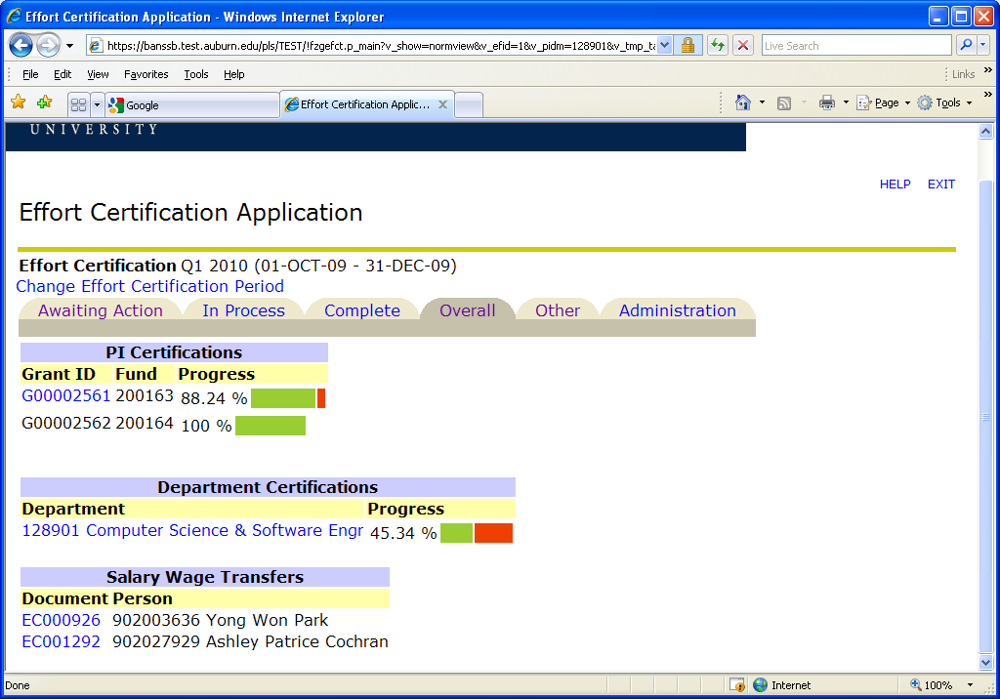 Effort Certification Application - Windows Internet Explorer
https://banssb.test.auburn.edu/pls/TEST/!fzgefct.p_main?v_show=normview&v_efid=1&v_pidm=128901&v_tmp_ta
Live Search
File Edit View Favorites Tools Help
Links »
Google
Effort Certification Applic...
Page Tools »
UNIVERSITY
HELP EXIT
Effort Certification Application
Effort Certification Q1 2010 (01-OCT-09 - 31-DEC-09)
Change Effort Certification Period
Awaiting Action In Process Complete Overall Other Administration
PI Certifications
Grant ID Fund Progress
G00002561 200163 88.24 %
G00002562 200164 100 %
Department Certifications
Department Progress
128901 Computer Science & Software Engr 45.34 %
Salary Wage Transfers
Document Person
EC000926 902003636 Yong Won Park
EC001292 902027929 Ashley Patrice Cochran
Done Internet 100%